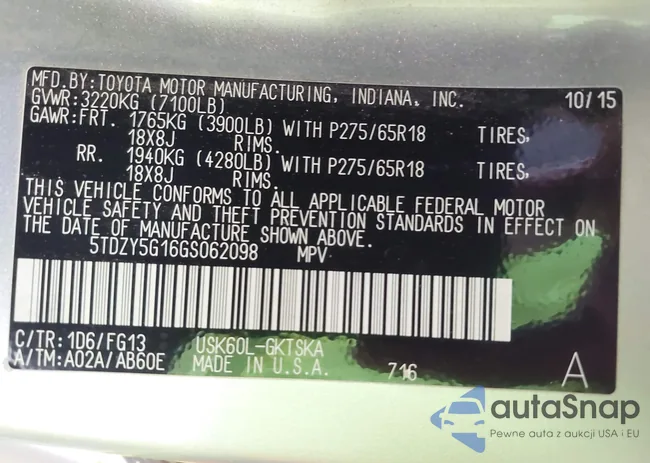 MFD.BY:TOYOTA MOTOR MANUFACTURING, INDIANA, INC. 10/15
GVWR:3220KG (7100LB)
GAWR:FRT. 1765KG (3900LB) WITH P275/65R18 TIRES,
18X8J RIMS.
RR. 1940KG (4280LB) WITH P275/65R18 TIRES,
18X8J RIMS.
THIS VEHICLE CONFORMS TO ALL APPLICABLE FEDERAL MOTOR
VEHICLE SAFETY AND THEFT PREVENTION STANDARDS IN EFFECT ON
THE DATE OF MANUFACTURE SHOWN ABOVE.
5TDZY5G16GS062098 MPV
C/TR:1D6/FG13 USK60L-GKTSKA
A/TM:A02A/AB60E MADE IN U.S.A. 716 A
autoSnap
Pewne auta z aukcji USA i EU